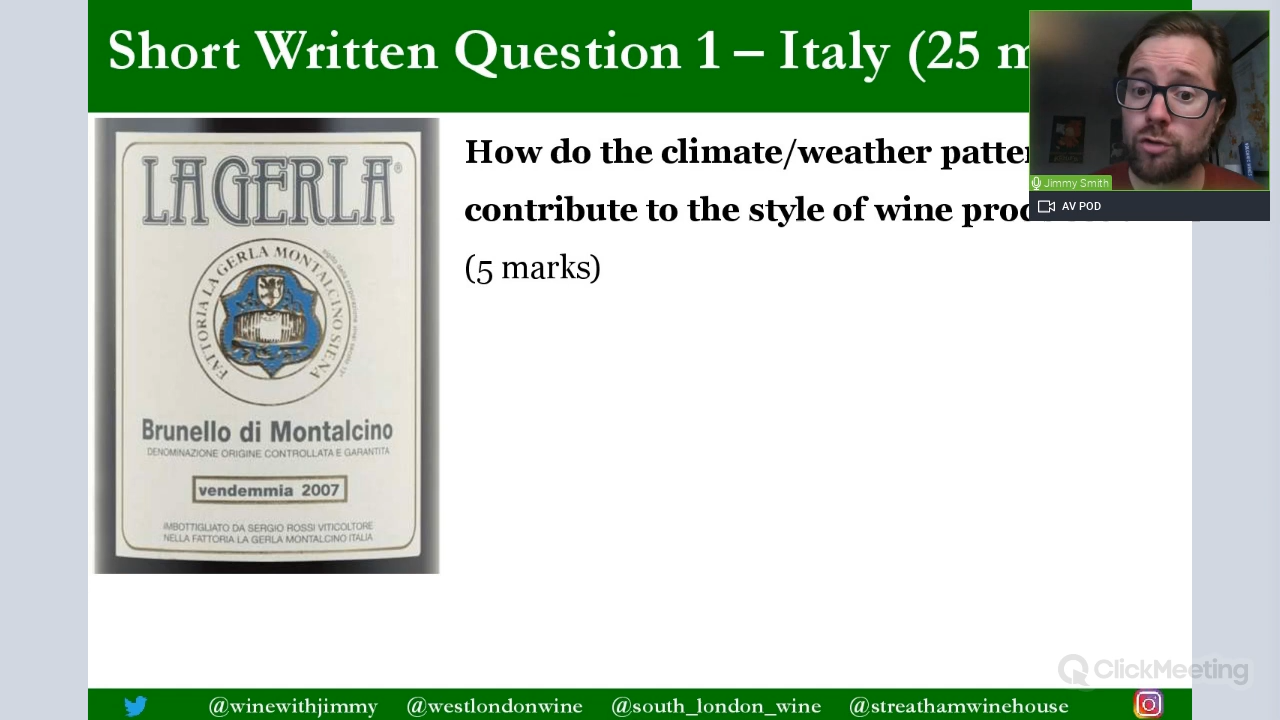 Short Written Question 1 – Italy (25 m
How do the climate/weather patter
contribute to the style of wine pro
(5 marks)
LA GERLA®
FATTORIA LA GERLA MONTALCINO SIENA
Brunello di Montalcino
DENOMINAZIONE ORIGINE CONTROLLATA E GARANTITA
vendemmia 2007
IMBOTTIGLIATO DA SERGIO ROSSI VITICOLTORE
NELLA FATTORIA LA GERLA MONTALCINO ITALIA
Jimmy Smith
AV POD
ClickMeeting
@winewithjimmy @westlondonwine @south_london_wine @streathamwinehouse